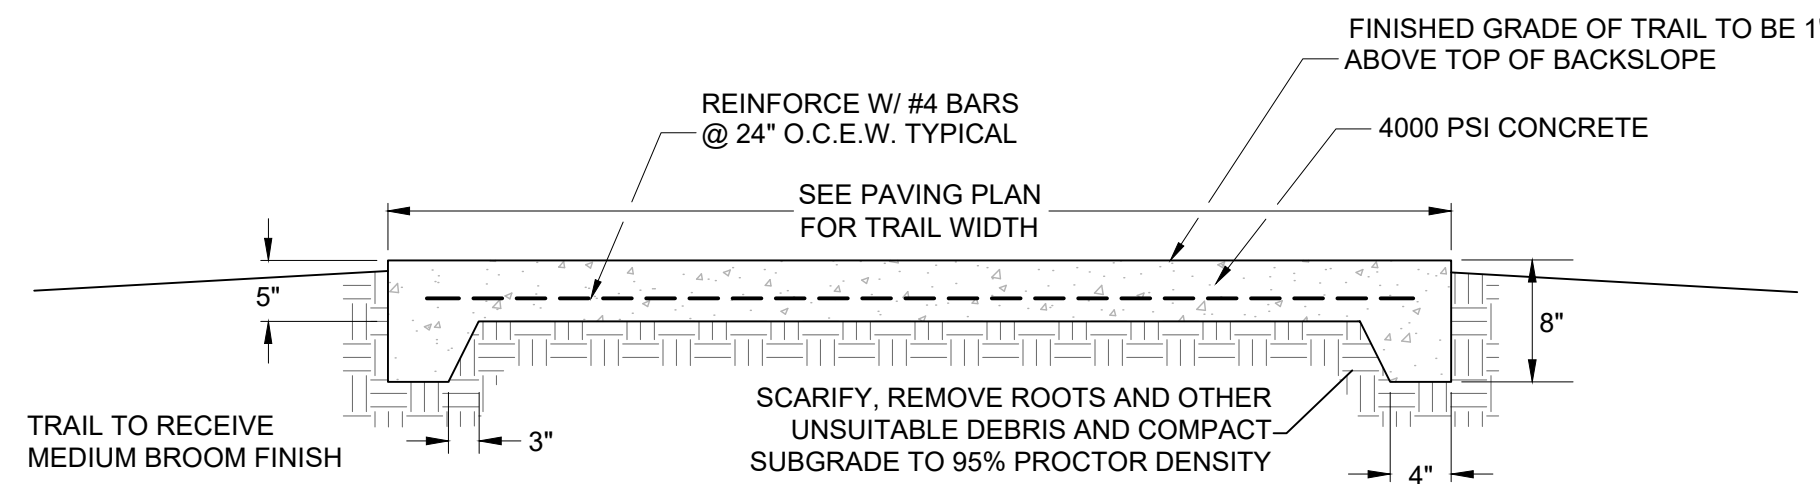 FINISHED GRADE OF TRAIL TO BE 1"
ABOVE TOP OF BACKSLOPE
REINFORCE W/ #4 BARS
@ 24" O.C.E.W. TYPICAL
4000 PSI CONCRETE
SEE PAVING PLAN
FOR TRAIL WIDTH
5"
8"
SCARIFY, REMOVE ROOTS AND OTHER
UNSUITABLE DEBRIS AND COMPACT
SUBGRADE TO 95% PROCTOR DENSITY
TRAIL TO RECEIVE
MEDIUM BROOM FINISH
3"
4"